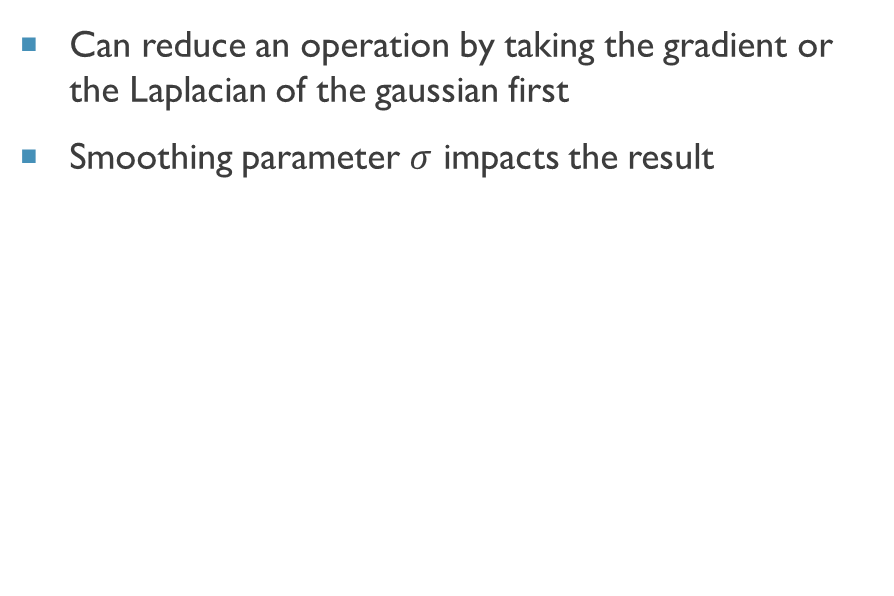 ▪ Can reduce an operation by taking the gradient or
the Laplacian of the gaussian first
▪ Smoothing parameter σ impacts the result